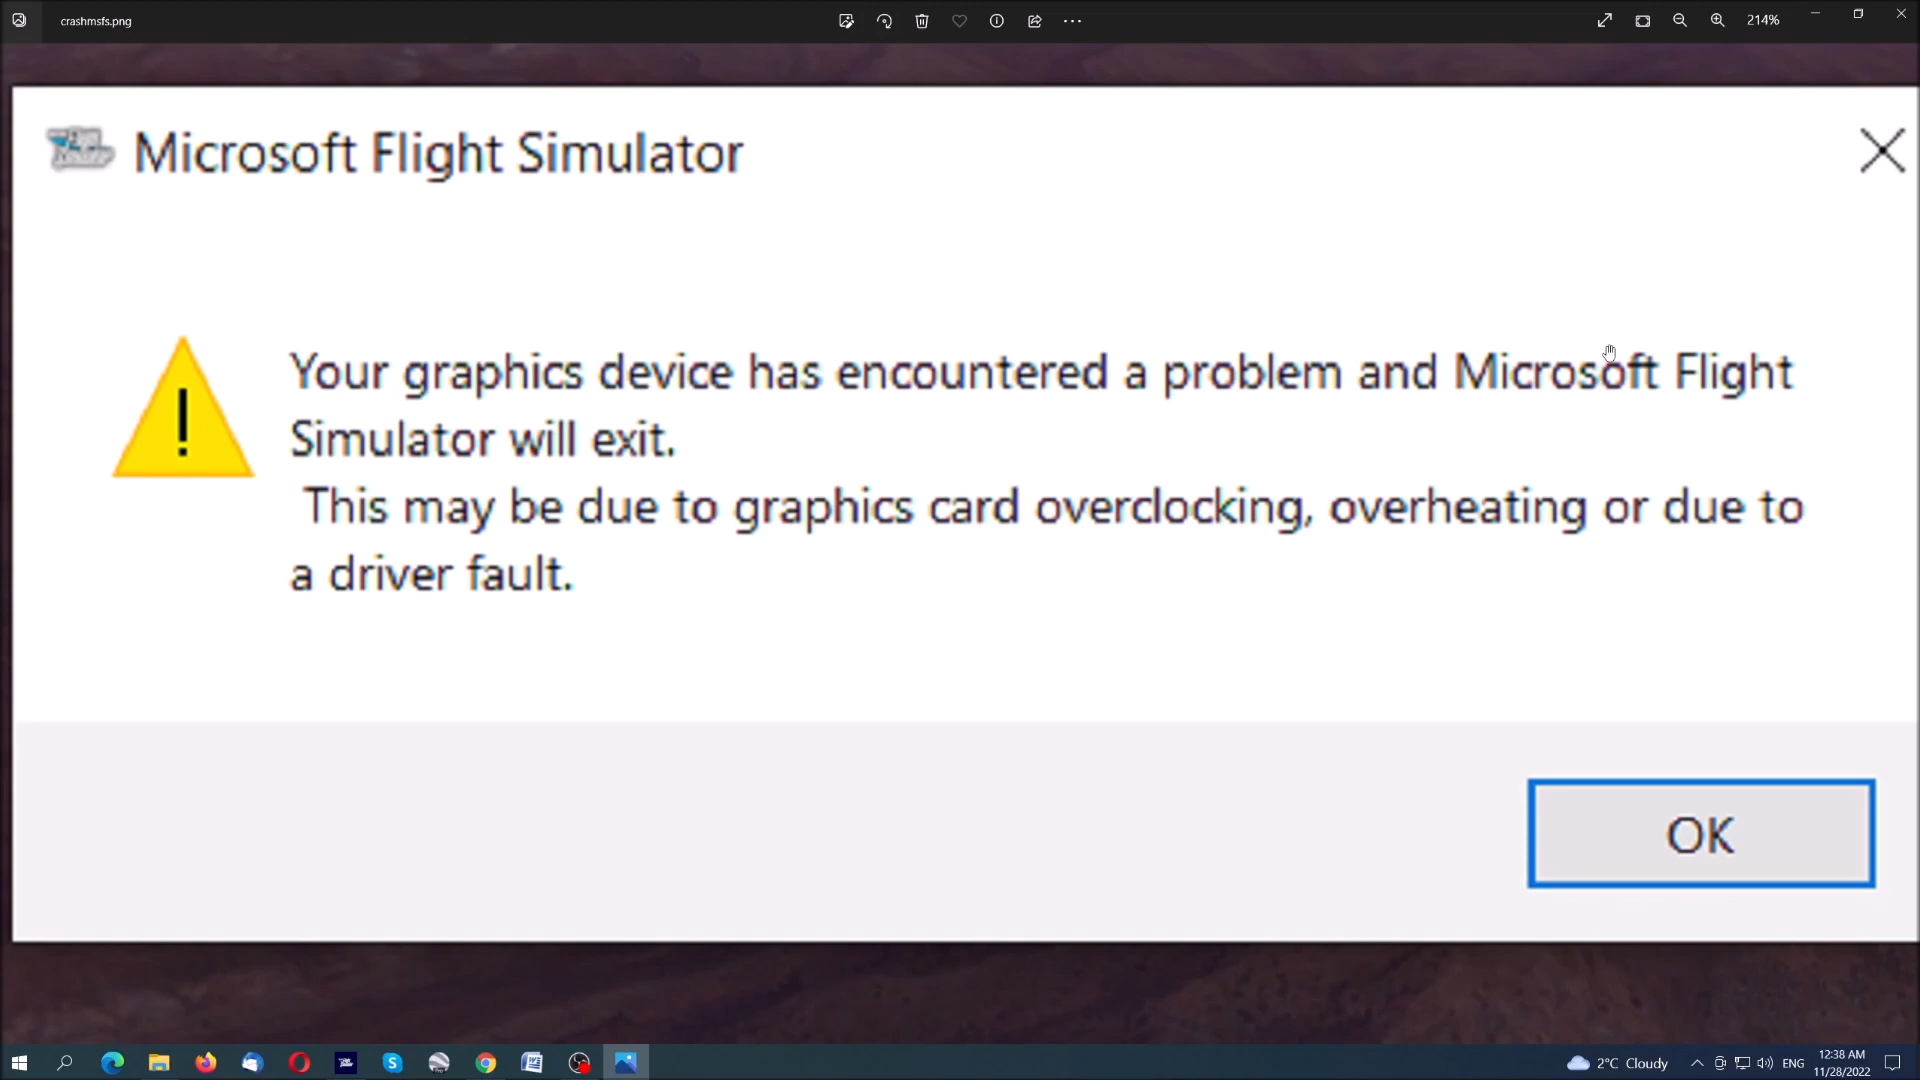 crashmsfs.png
214%
Microsoft Flight Simulator
Your graphics device has encountered a problem and Microsoft Flight
Simulator will exit.
This may be due to graphics card overclocking, overheating or due to
a driver fault.
OK
2°C Cloudy
ENG
12:38 AM
11/28/2022